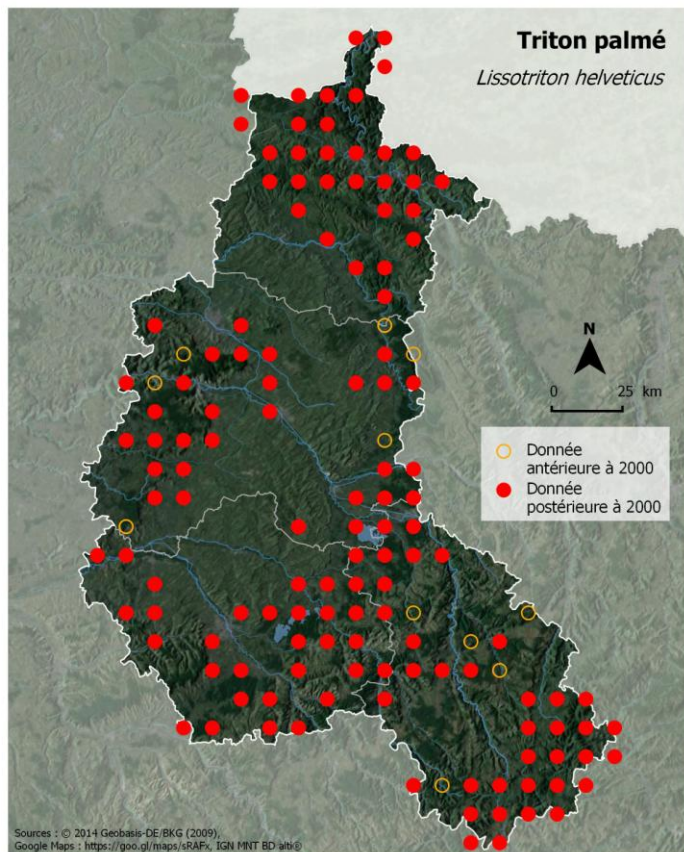 Triton palmé
Lissotriton helveticus
N
0 25 km
Donnée
antérieure à 2000
Donnée
postérieure à 2000
Sources : © 2014 Geobasis-DE/BKG (2009),
Google Maps : https://goo.gl/maps/sRAFx, IGN MNT BD alti®